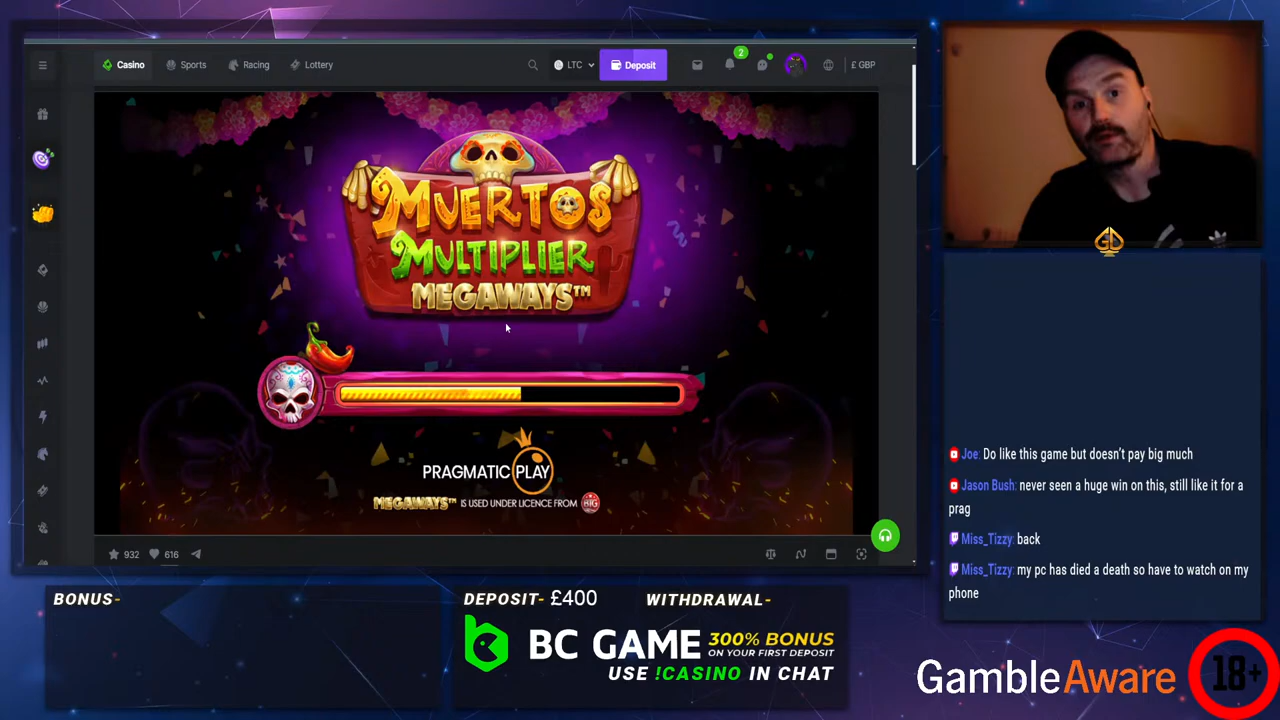 Casino
Sports
Racing
Lottery
LTC
Deposit
2
£ GBP
MUERTOS
MULTIPLIER
MEGAWAYS™
PRAGMATIC PLAY
MEGAWAYS™ IS USED UNDER LICENCE FROM BIG
932
616
GD
Joe: Do like this game but doesn't pay big much
Jason Bush: never seen a huge win on this, still like it for a
prag
Miss_Tizzy: back
Miss_Tizzy: my pc has died a death so have to watch on my
phone
BONUS-
DEPOSIT- £400
WITHDRAWAL-
BC GAME
300% BONUS
ON YOUR FIRST DEPOSIT
USE !CASINO IN CHAT
GambleAware
18+